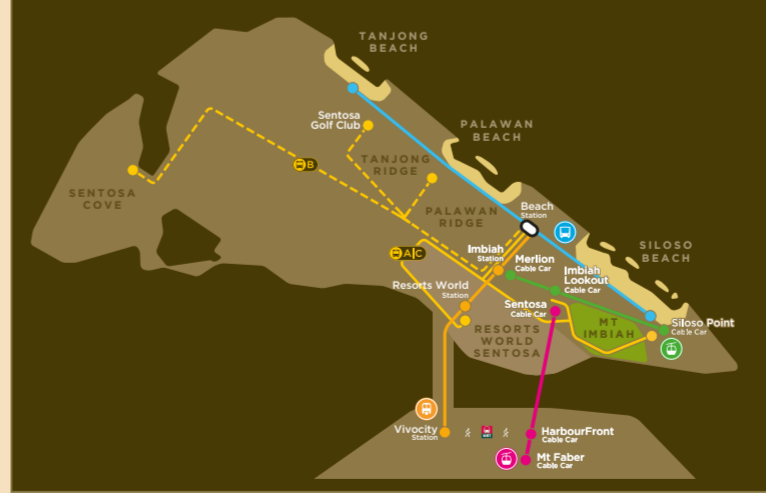 TANJONG
BEACH
Sentosa
Golf Club
PALAWAN
BEACH
TANJONG
RIDGE
B
SENTOSA
COVE
PALAWAN
RIDGE
Beach
Station
A|C
Imbiah
Station
Merlion
Cable Car
SILOSO
BEACH
Imbiah
Lookout
Cable Car
Resorts World
Station
Sentosa
Cable Car
MT
IMBIAH
Siloso Point
Cable Car
RESORTS
WORLD
SENTOSA
Vivocity
Station
HarbourFront
Cable Car
Mt Faber
Cable Car